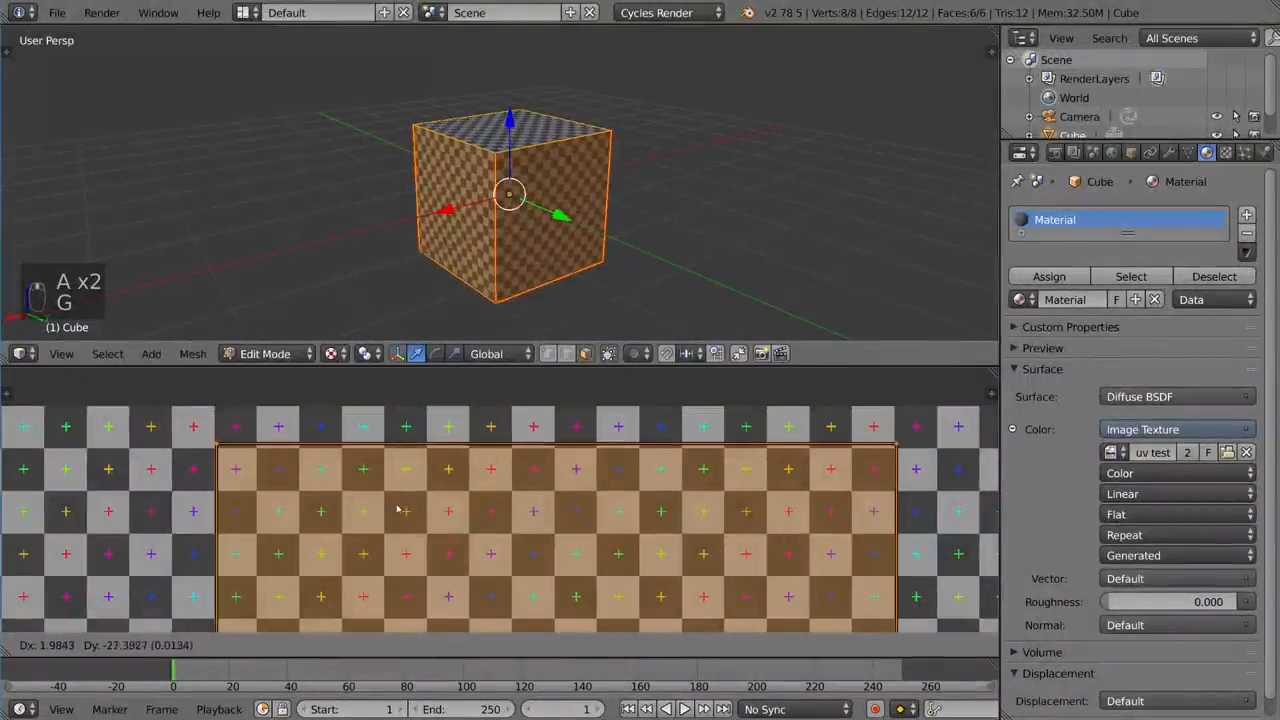 File Render Window Help Default Scene Cycles Render v2.78 5 | Verts:8/8 | Edges:12/12 | Faces:6/6 | Tris:12 | Mem:32.50M | Cube
User Persp
View Search All Scenes
Scene
RenderLayers
World
Camera
Cube
Cube Material
Material
Assign Select Deselect
Material F Data
Custom Properties
Preview
Surface
Surface: Diffuse BSDF
Color: Image Texture
uv test 2 F
Color
Linear
Flat
Repeat
Generated
Vector: Default
Roughness: 0.000
Normal: Default
Volume
Displacement
Displacement: Default
A x2
G
(1) Cube
View Select Add Mesh Edit Mode Global
Dx: 1.9843 Dy: -27.3927 (0.0134)
-40 -20 0 20 40 60 80 100 120 140 160 180 200 220 240 260
View Marker Frame Playback Start: 1 End: 250 1 No Sync